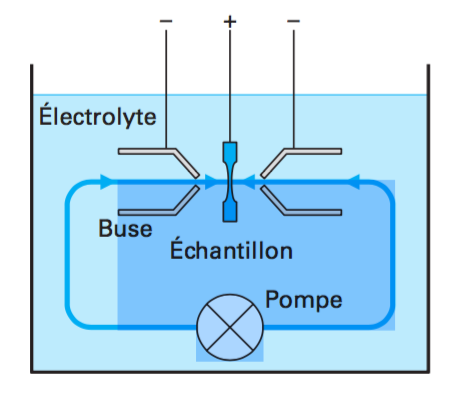 − + −
Électrolyte
Buse
Échantillon
Pompe